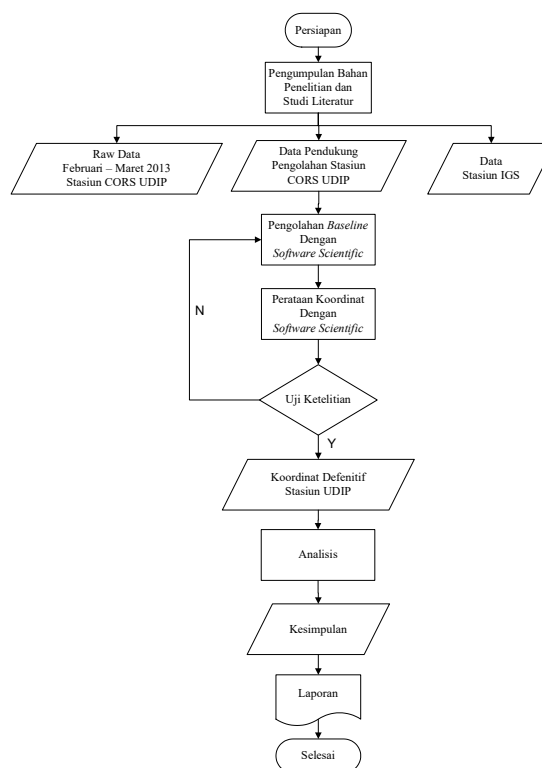 Persiapan
Pengumpulan Bahan
Penelitian dan
Studi Literatur
Raw Data
Februari – Maret 2013
Stasiun CORS UDIP
Data Pendukung
Pengolahan Stasiun
CORS UDIP
Data
Stasiun IGS
Pengolahan Baseline
Dengan
Software Scientific
Perataan Koordinat
Dengan
Software Scientific
N
Uji Ketelitian
Y
Koordinat Defenitif
Stasiun UDIP
Analisis
Kesimpulan
Laporan
Selesai